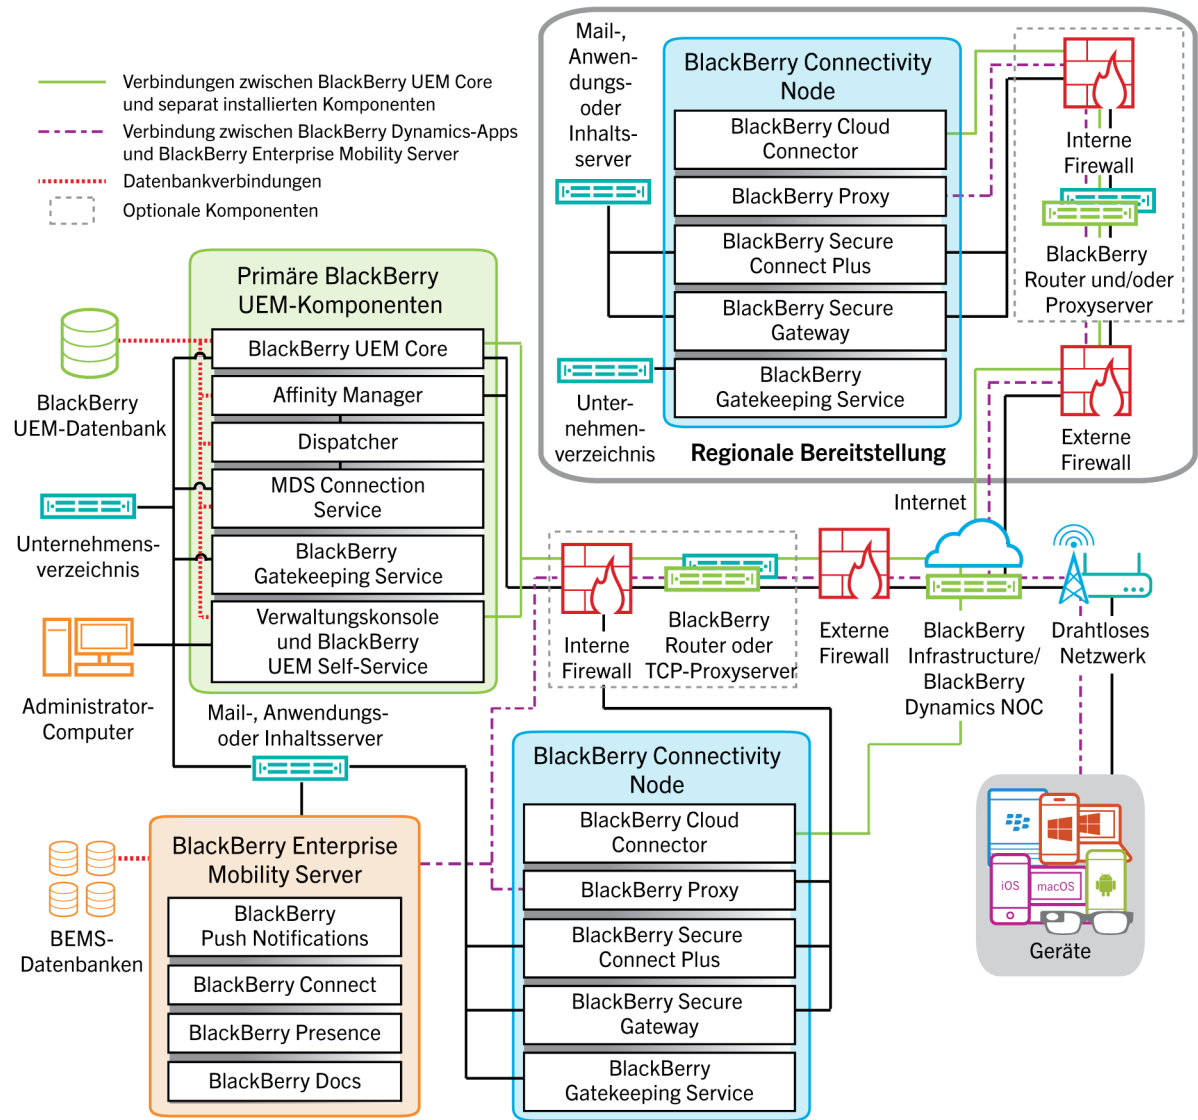 Verbindungen zwischen BlackBerry UEM Core
und separat installierten Komponenten
Verbindung zwischen BlackBerry Dynamics-Apps
und BlackBerry Enterprise Mobility Server
Datenbankverbindungen
Optionale Komponenten
Mail-,
Anwen-
dungs-
oder
Inhalts-
server
BlackBerry Connectivity
Node
BlackBerry Cloud
Connector
BlackBerry Proxy
BlackBerry Secure
Connect Plus
BlackBerry Secure
Gateway
BlackBerry
Gatekeeping Service
Unter-
nehmen-
verzeichnis
Regionale Bereitstellung
Interne
Firewall
BlackBerry
Router und/oder
Proxyserver
Externe
Firewall
Primäre BlackBerry
UEM-Komponenten
BlackBerry UEM Core
Affinity Manager
Dispatcher
MDS Connection
Service
BlackBerry
Gatekeeping Service
Verwaltungskonsole
und BlackBerry
UEM Self-Service
BlackBerry
UEM-Datenbank
Unternehmens-
verzeichnis
Administrator-
Computer
Internet
Interne
Firewall
BlackBerry
Router oder
TCP-Proxyserver
Externe
Firewall
BlackBerry
Infrastructure/
BlackBerry
Dynamics NOC
Drahtloses
Netzwerk
Mail-, Anwendungs-
oder Inhaltsserver
BlackBerry Enterprise
Mobility Server
BlackBerry
Push Notifications
BlackBerry Connect
BlackBerry Presence
BlackBerry Docs
BEMS-
Datenbanken
BlackBerry Connectivity
Node
BlackBerry Cloud
Connector
BlackBerry Proxy
BlackBerry Secure
Connect Plus
BlackBerry Secure
Gateway
BlackBerry
Gatekeeping Service
iOS
macOS
Geräte